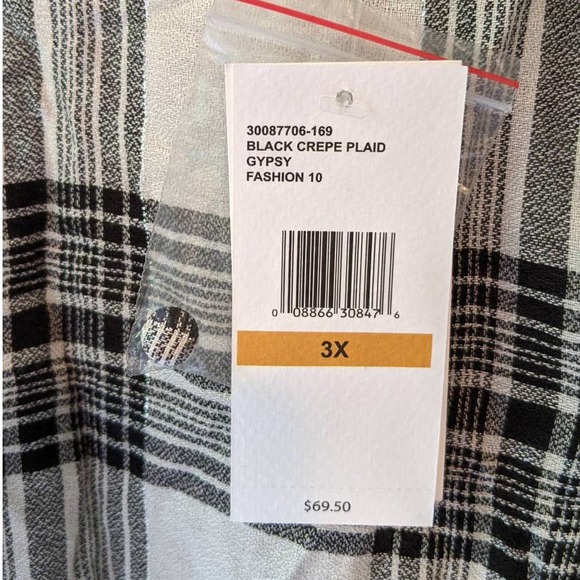 30087706-169
BLACK CREPE PLAID
GYPSY
FASHION 10
0 08866 30847 6
3X
$69.50